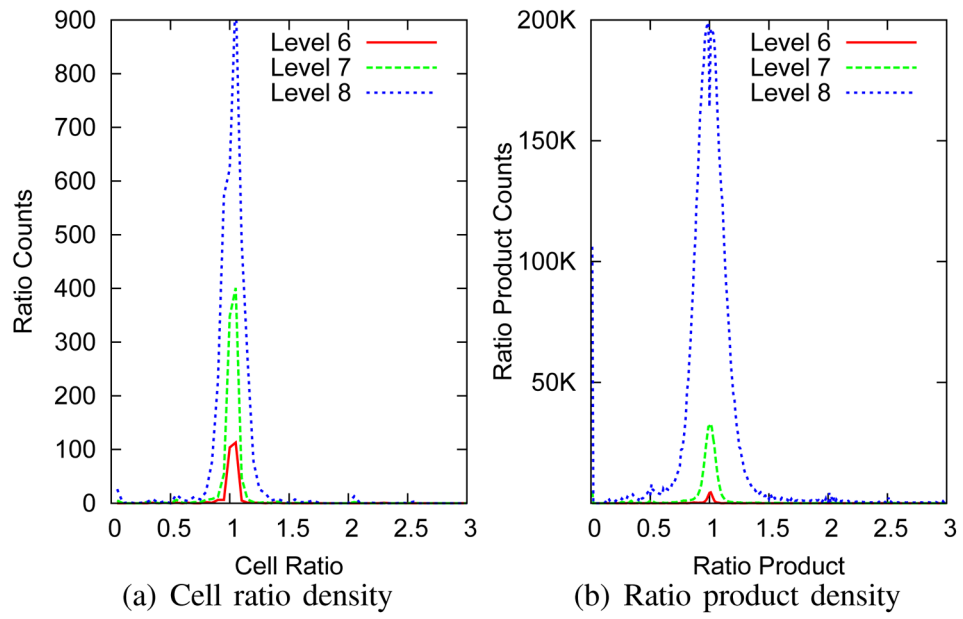 900
800
700
600
500
400
300
200
100
0
Ratio Counts
Level 6
Level 7
Level 8
0 0.5 1 1.5 2 2.5 3
Cell Ratio
(a) Cell ratio density
200K
150K
100K
50K
Ratio Product Counts
Level 6
Level 7
Level 8
0 0.5 1 1.5 2 2.5 3
Ratio Product
(b) Ratio product density